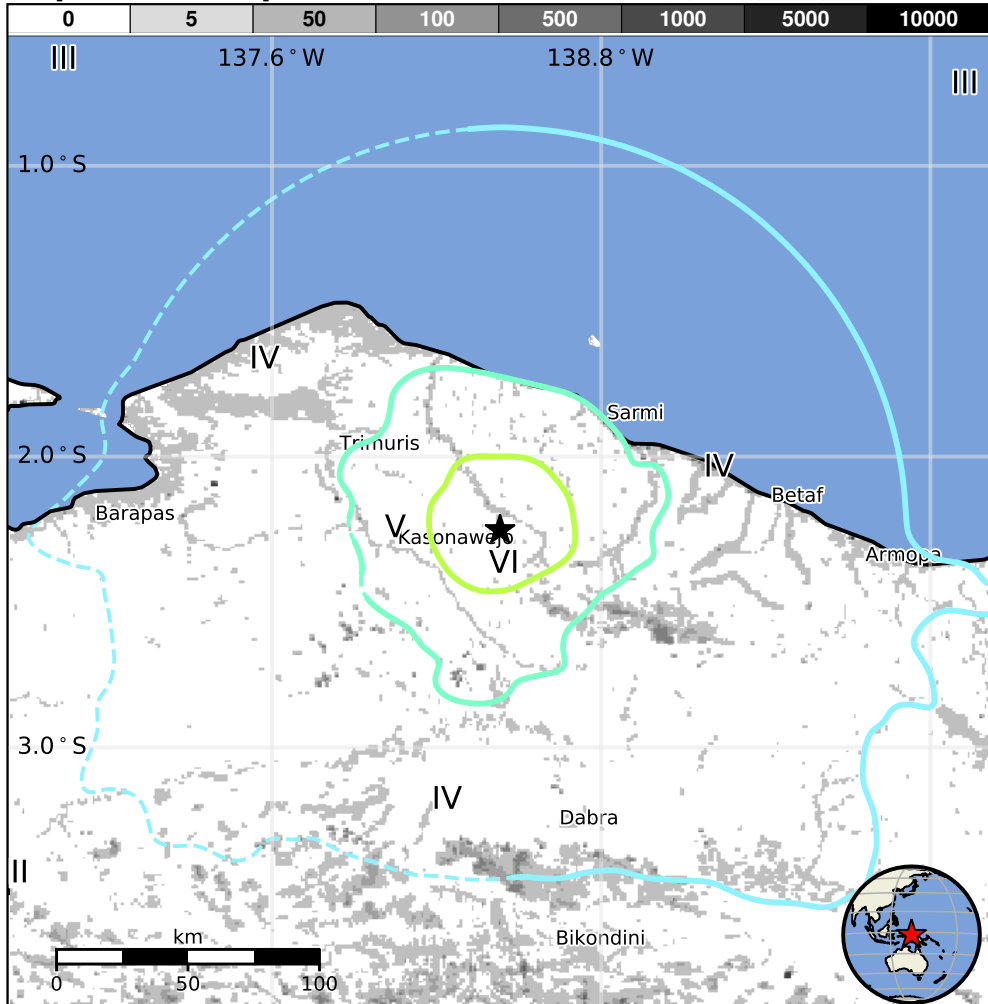 0 5 50 100 500 1000 5000 10000
III 137.6°W 138.8°W
III
1.0°S
IV
Sarmi
Trimuris
2.0°S IV
Betaf
Barapas
V
Kasonawejo
Armopa
VI
3.0°S
IV
Dabra
II
km
Bikondini
0 50 100